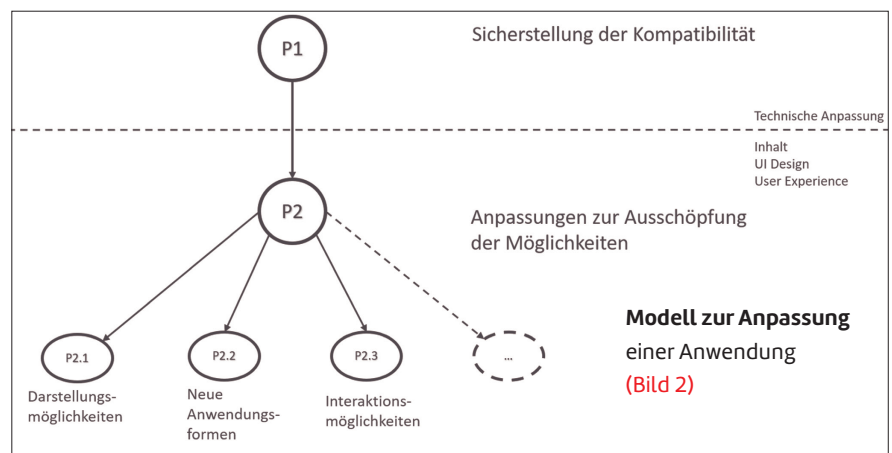 P1
Sicherstellung der Kompatibilität
Technische Anpassung
Inhalt
UI Design
User Experience
P2
Anpassungen zur Ausschöpfung
der Möglichkeiten
P2.1
P2.2
P2.3
...
Darstellungs-
möglichkeiten
Neue
Anwendungs-
formen
Interaktions-
möglichkeiten
Modell zur Anpassung
einer Anwendung
(Bild 2)